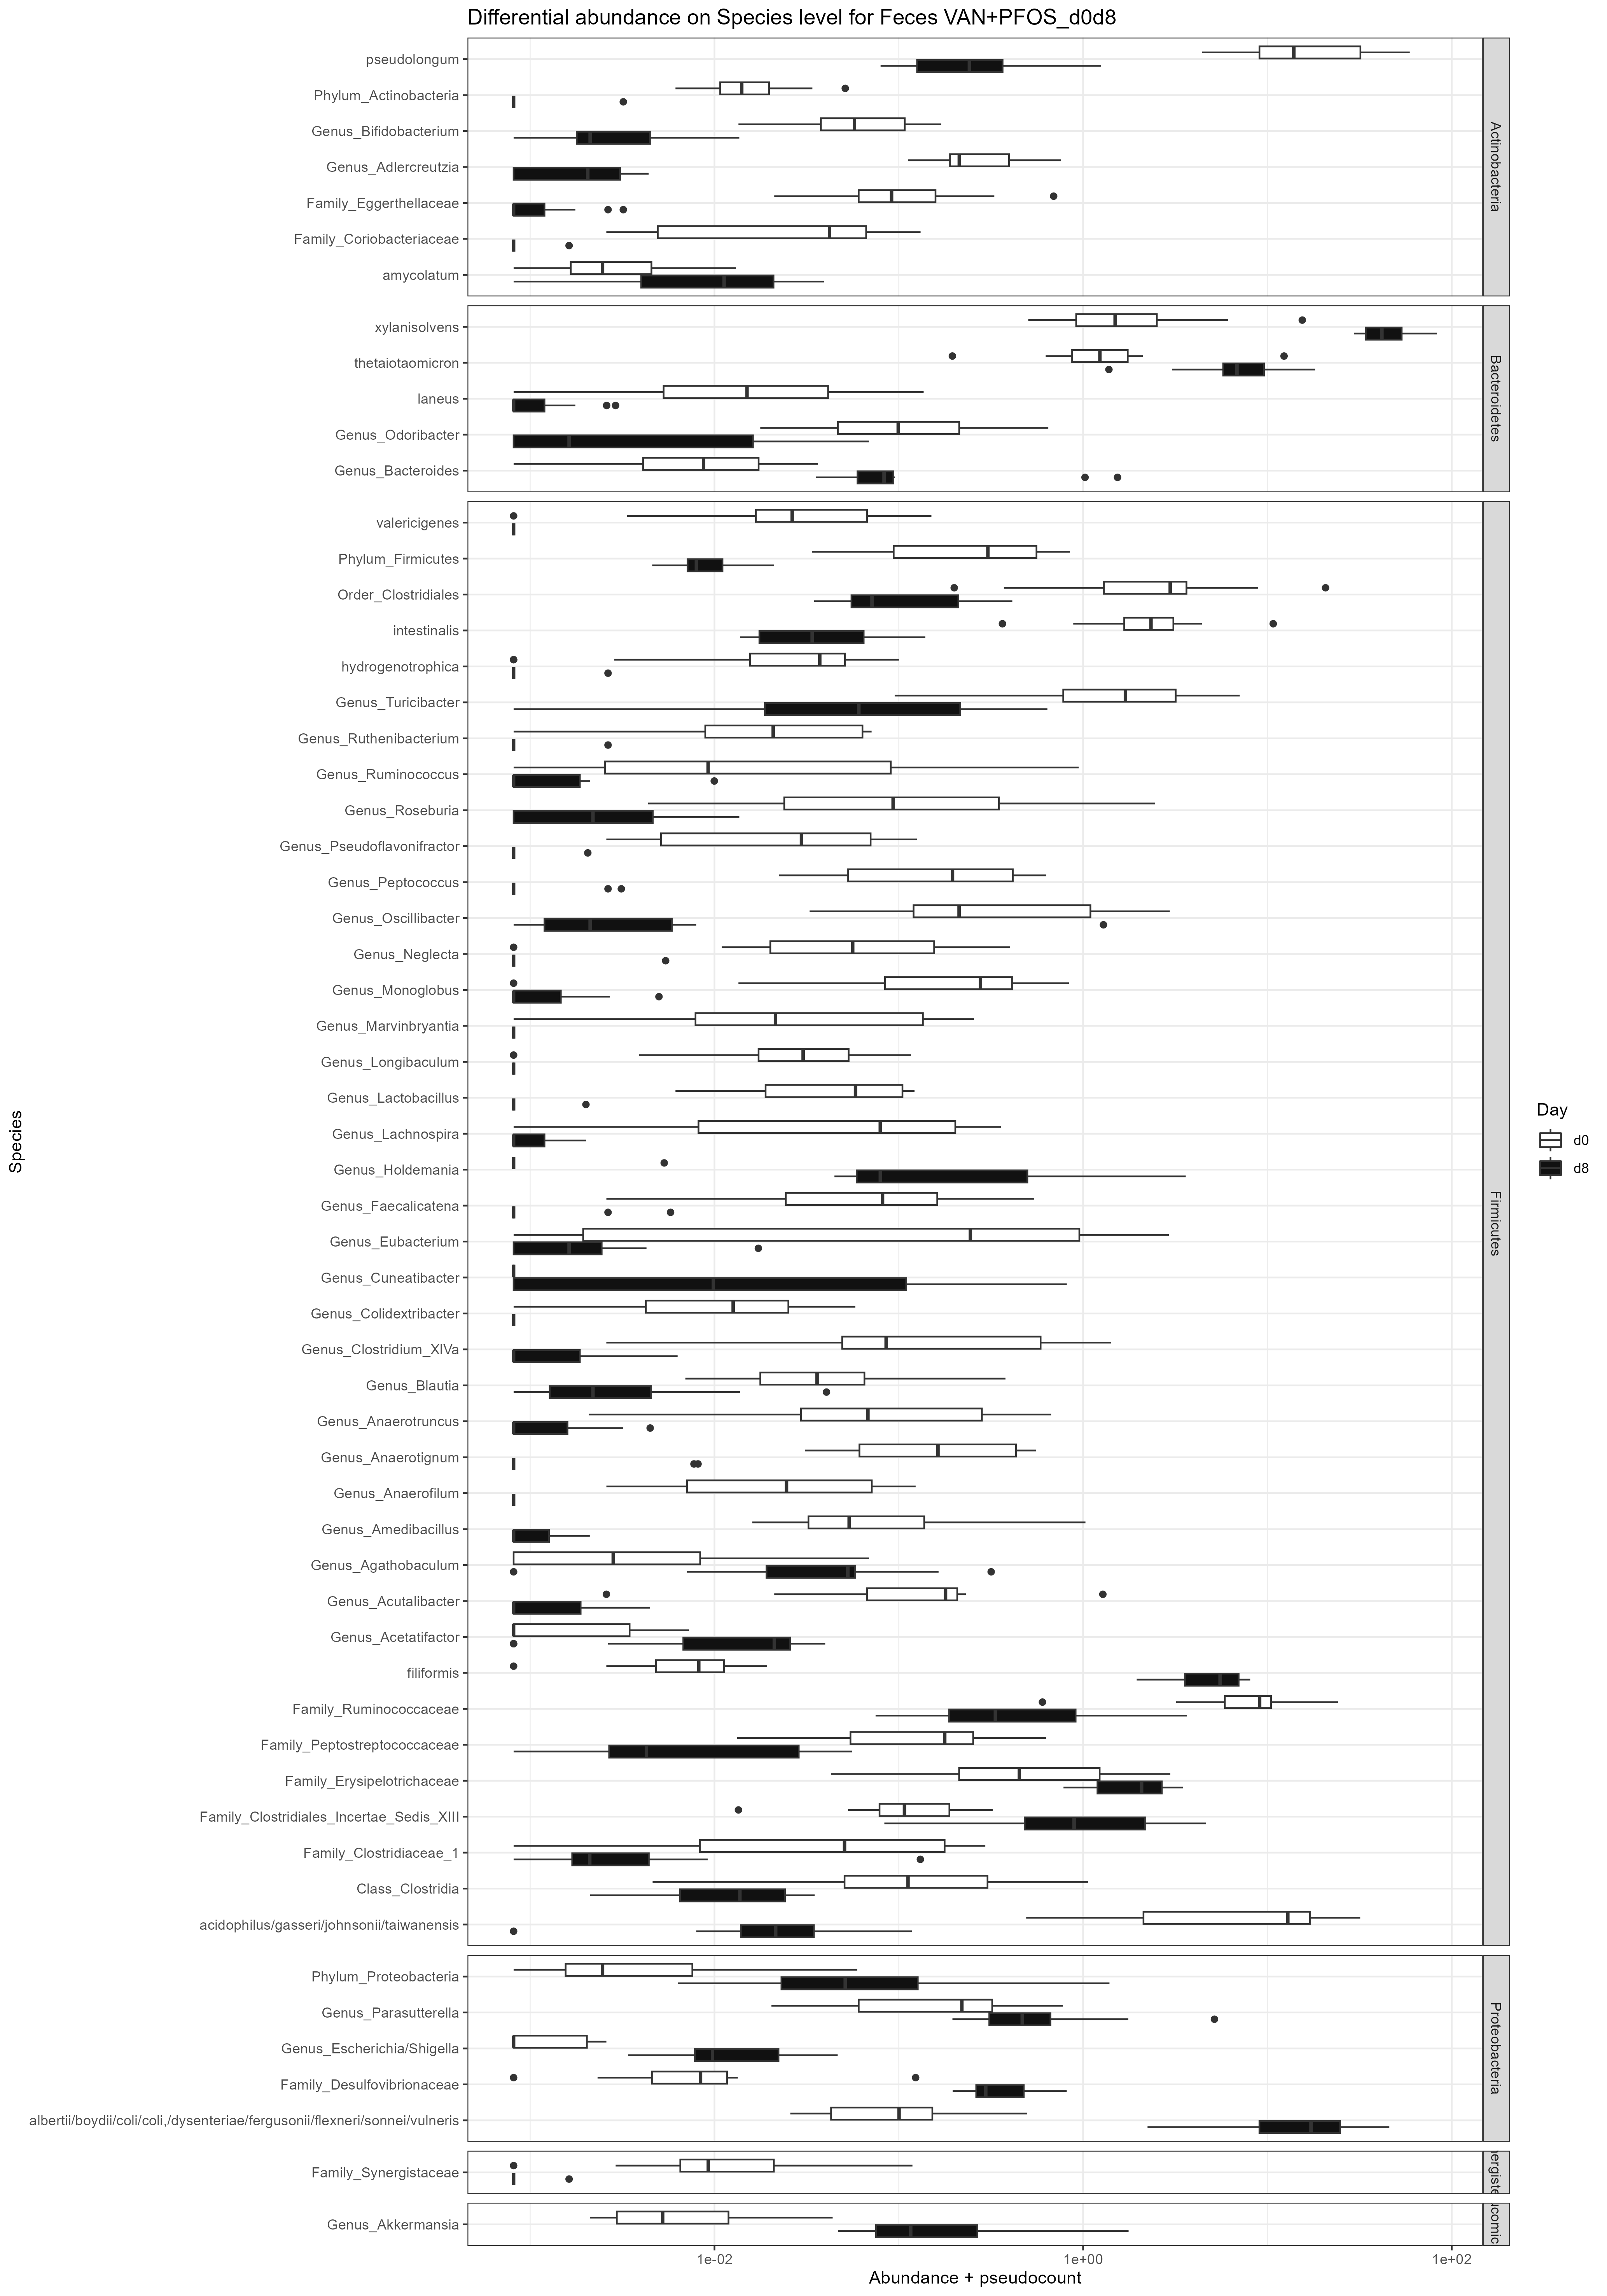 Differential abundance on Species level for Feces VAN+PFOS_d0d8
Species
pseudolongum
Phylum_Actinobacteria
Genus_Bifidobacterium
Genus_Adlercreutzia
Family_Eggerthellaceae
Family_Coriobacteriaceae
amycolatum
Actinobacteria
xylanisolvens
thetaiotaomicron
laneus
Genus_Odoribacter
Genus_Bacteroides
Bacteroidetes
valericigenes
Phylum_Firmicutes
Order_Clostridiales
intestinalis
hydrogenotrophica
Genus_Turicibacter
Genus_Ruthenibacterium
Genus_Ruminococcus
Genus_Roseburia
Genus_Pseudoflavonifractor
Genus_Peptococcus
Genus_Oscillibacter
Genus_Neglecta
Genus_Monoglobus
Genus_Marvinbryantia
Genus_Longibaculum
Genus_Lactobacillus
Genus_Lachnospira
Genus_Holdemania
Genus_Faecalicatena
Genus_Eubacterium
Genus_Cuneatibacter
Genus_Colidextribacter
Genus_Clostridium_XlVa
Genus_Blautia
Genus_Anaerotruncus
Genus_Anaerotignum
Genus_Anaerofilum
Genus_Amedibacillus
Genus_Agathobaculum
Genus_Acutalibacter
Genus_Acetatifactor
filiformis
Family_Ruminococcaceae
Family_Peptostreptococcaceae
Family_Erysipelotrichaceae
Family_Clostridiales_Incertae_Sedis_XIII
Family_Clostridiaceae_1
Class_Clostridia
acidophilus/gasseri/johnsonii/taiwanensis
Firmicutes
Phylum_Proteobacteria
Genus_Parasutterella
Genus_Escherichia/Shigella
Family_Desulfovibrionaceae
albertii/boydii/coli/coli,/dysenteriae/fergusonii/flexneri/sonnei/vulneris
Proteobacteria
Family_Synergistaceae
Genus_Akkermansia
1e-02
1e+00
1e+02
Abundance + pseudocount
Day
d0
d8